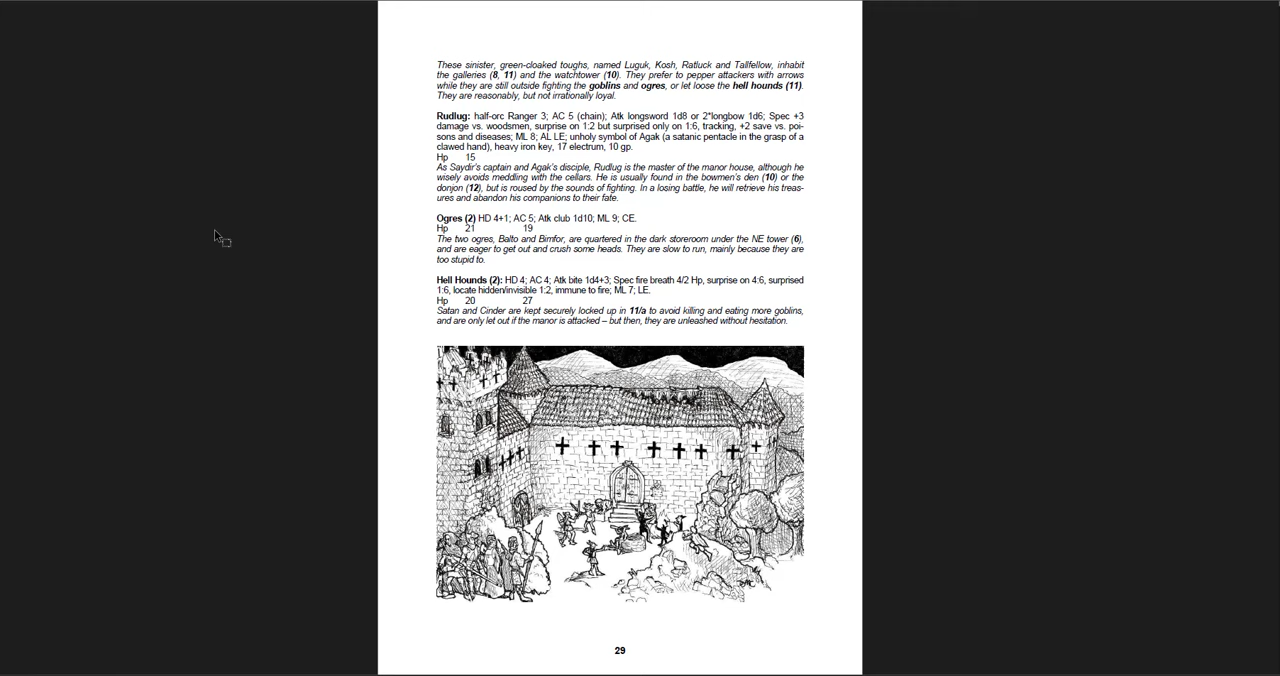 These sinister, green-cloaked toughs, named Luguk, Kosh, Ratluck and Tallfellow, inhabit
the galleries (8, 11) and the watchtower (10). They prefer to pepper attackers with arrows
while they are still outside fighting the goblins and ogres, or let loose the hell hounds (11).
They are reasonably, but not irrationally loyal.
Rudlug: half-orc Ranger 3; AC 5 (chain); Atk longsword 1d8 or 2*longbow 1d6; Spec +3
damage vs. woodsmen, surprise on 1:2 but surprised only on 1:6, tracking, +2 save vs. poi-
sons and diseases; ML 8; AL LE; unholy symbol of Agak (a satanic pentacle in the grasp of a
clawed hand), heavy iron key, 17 electrum, 10 gp.
Hp 15
As Saydir's captain and Agak's disciple, Rudlug is the master of the manor house, although he
wisely avoids meddling with the cellars. He is usually found in the bowmen's den (10) or the
donjon (12), but is roused by the sounds of fighting. In a losing battle, he will retrieve his treas-
ures and abandon his companions to their fate.
Ogres (2) HD 4+1; AC 5; Atk club 1d10; ML 9; CE.
Hp 21 19
The two ogres, Balto and Bimfor, are quartered in the dark storeroom under the NE tower (6),
and are eager to get out and crush some heads. They are slow to run, mainly because they are
too stupid to.
Hell Hounds (2): HD 4; AC 4; Atk bite 1d4+3; Spec fire breath 4/2 Hp, surprise on 4:6, surprised
1:6, locate hidden/invisible 1:2, immune to fire; ML 7; LE.
Hp 20 27
Satan and Cinder are kept securely locked up in 11/a to avoid killing and eating more goblins,
and are only let out if the manor is attacked – but then, they are unleashed without hesitation.
29